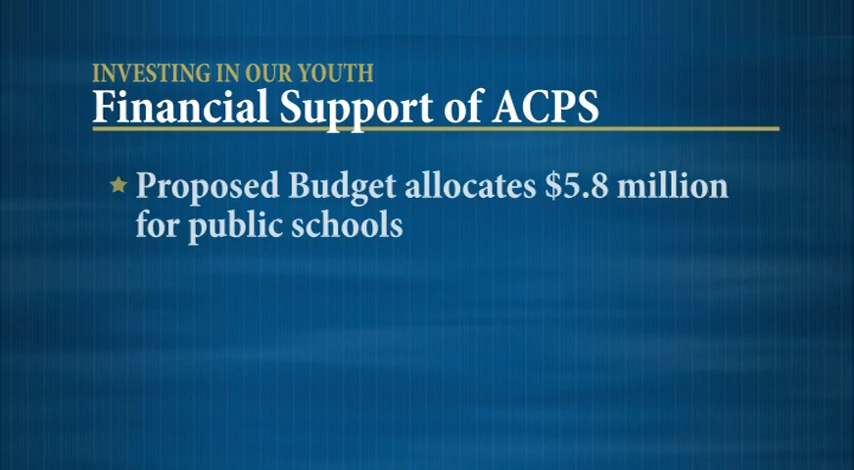 INVESTING IN OUR YOUTH
Financial Support of ACPS
Proposed Budget allocates $5.8 million
for public schools